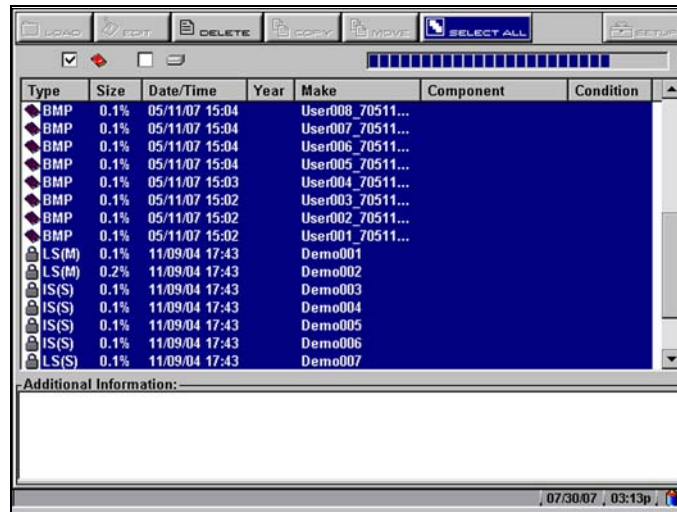 LOAD EDIT DELETE COPY MOVE SELECT ALL SETUP
Type Size Date/Time Year Make Component Condition
BMP 0.1% 05/11/07 15:04 User008_70511...
BMP 0.1% 05/11/07 15:04 User007_70511...
BMP 0.1% 05/11/07 15:04 User006_70511...
BMP 0.1% 05/11/07 15:04 User005_70511...
BMP 0.1% 05/11/07 15:03 User004_70511...
BMP 0.1% 05/11/07 15:02 User003_70511...
BMP 0.1% 05/11/07 15:02 User002_70511...
BMP 0.1% 05/11/07 15:02 User001_70511...
LS(M) 0.1% 11/09/04 17:43 Demo001
LS(M) 0.2% 11/09/04 17:43 Demo002
IS(S) 0.1% 11/09/04 17:43 Demo003
IS(S) 0.1% 11/09/04 17:43 Demo004
IS(S) 0.1% 11/09/04 17:43 Demo005
IS(S) 0.1% 11/09/04 17:43 Demo006
LS(S) 0.1% 11/09/04 17:43 Demo007
Additional Information:
07/30/07 03:13p